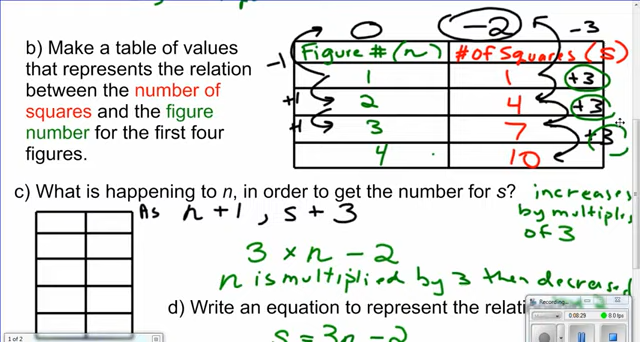 0 -2 -3
b) Make a table of values
that represents the relation
between the number of
squares and the figure
number for the first four
figures.
-1 Figure # (n) # of Squares (s)
1 1 +3
+1 2 4 +3
+1 3 7 +3
4 10
c) What is happening to n, in order to get the number for s?
increases
by multiples
of 3
As n+1, s+3
3 x n - 2
n is multiplied by 3 then decreased
d) Write an equation to represent the relati
s = 3n - 2
Recording...
0:08:29 8.0 fps
1 of 2